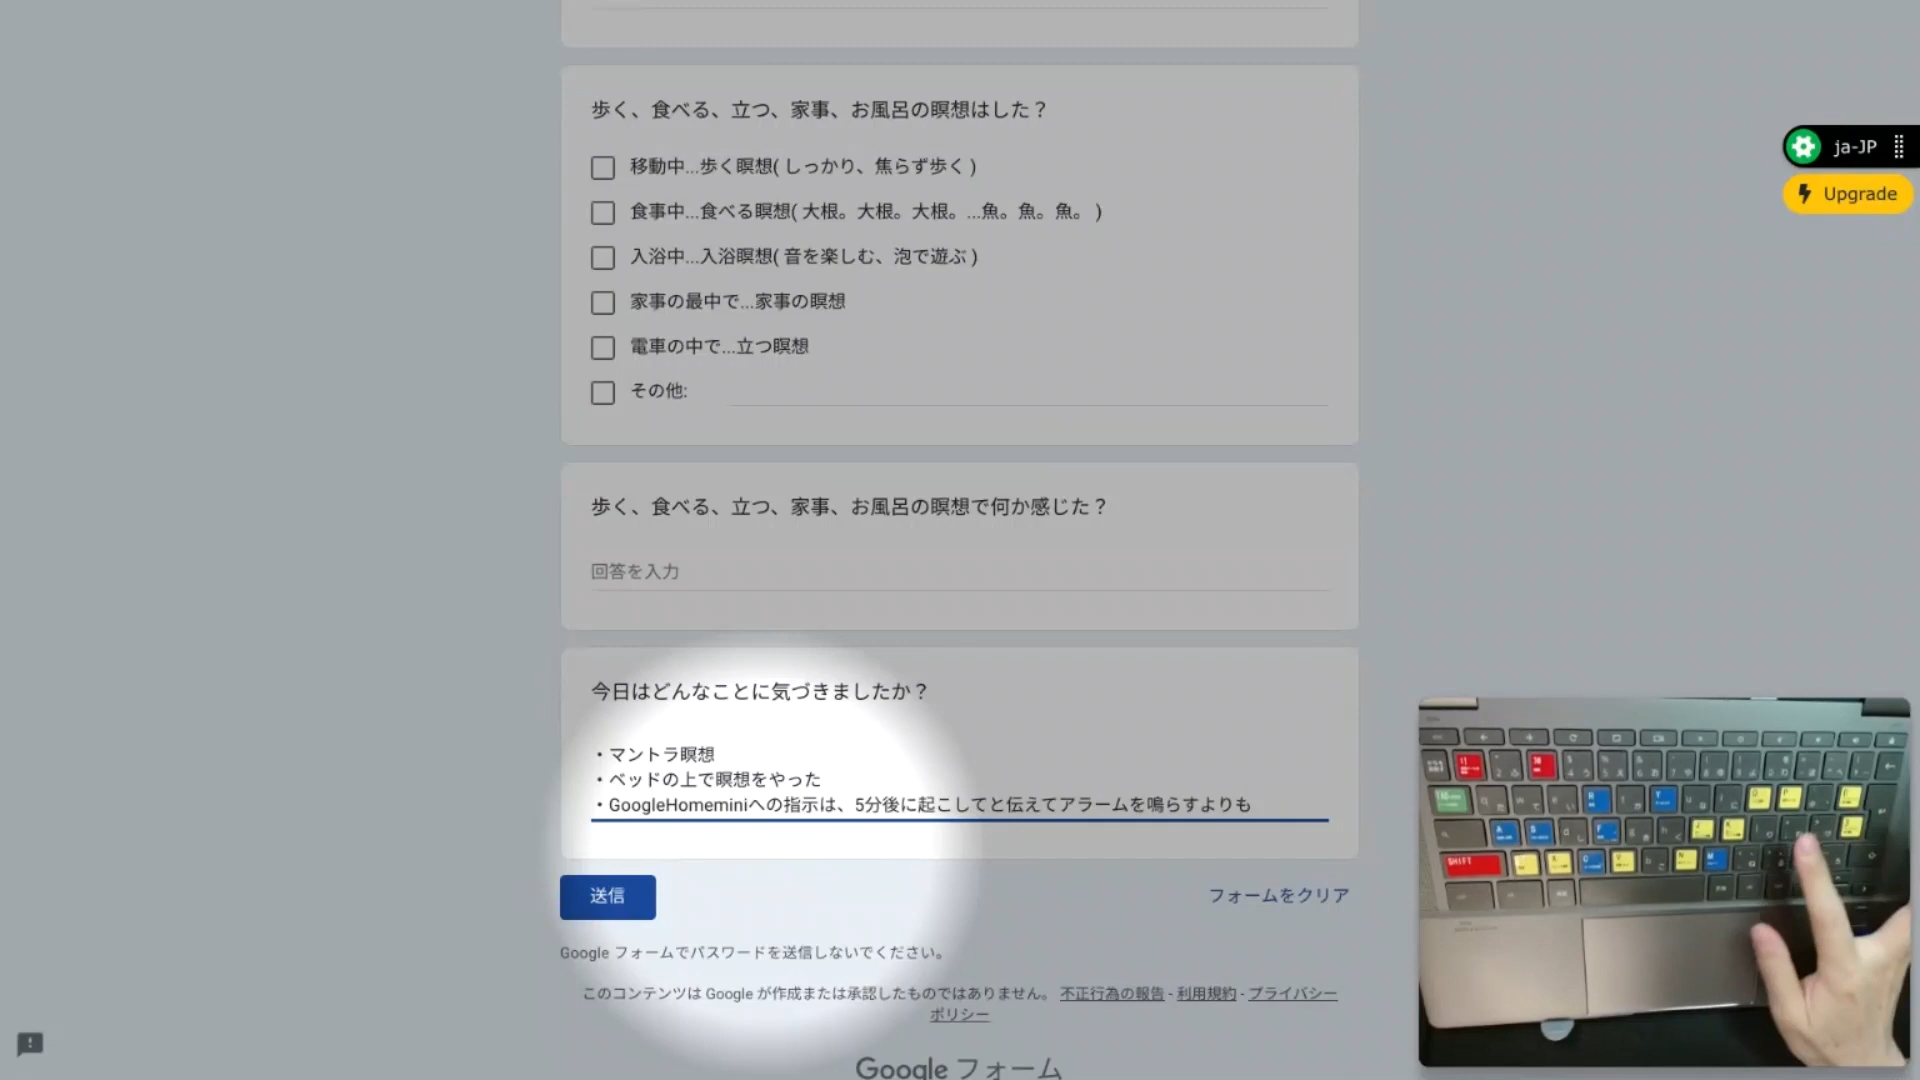 歩く、食べる、立つ、家事、お風呂の瞑想はした？
移動中...歩く瞑想( しっかり、焦らず歩く )
食事中...食べる瞑想( 大根。大根。大根。...魚。魚。魚。 )
入浴中...入浴瞑想( 音を楽しむ、泡で遊ぶ )
家事の最中で...家事の瞑想
電車の中で...立つ瞑想
その他:
歩く、食べる、立つ、家事、お風呂の瞑想で何か感じた？
回答を入力
今日はどんなことに気づきましたか？
・マントラ瞑想
・ベッドの上で瞑想をやった
・GoogleHomeminiへの指示は、5分後に起こしてと伝えてアラームを鳴らすよりも
送信
フォームをクリア
Google フォームでパスワードを送信しないでください。
このコンテンツは Google が作成または承認したものではありません。 不正行為の報告 - 利用規約 - プライバシー
ポリシー
Google フォーム
ja-JP
Upgrade
SHIFT